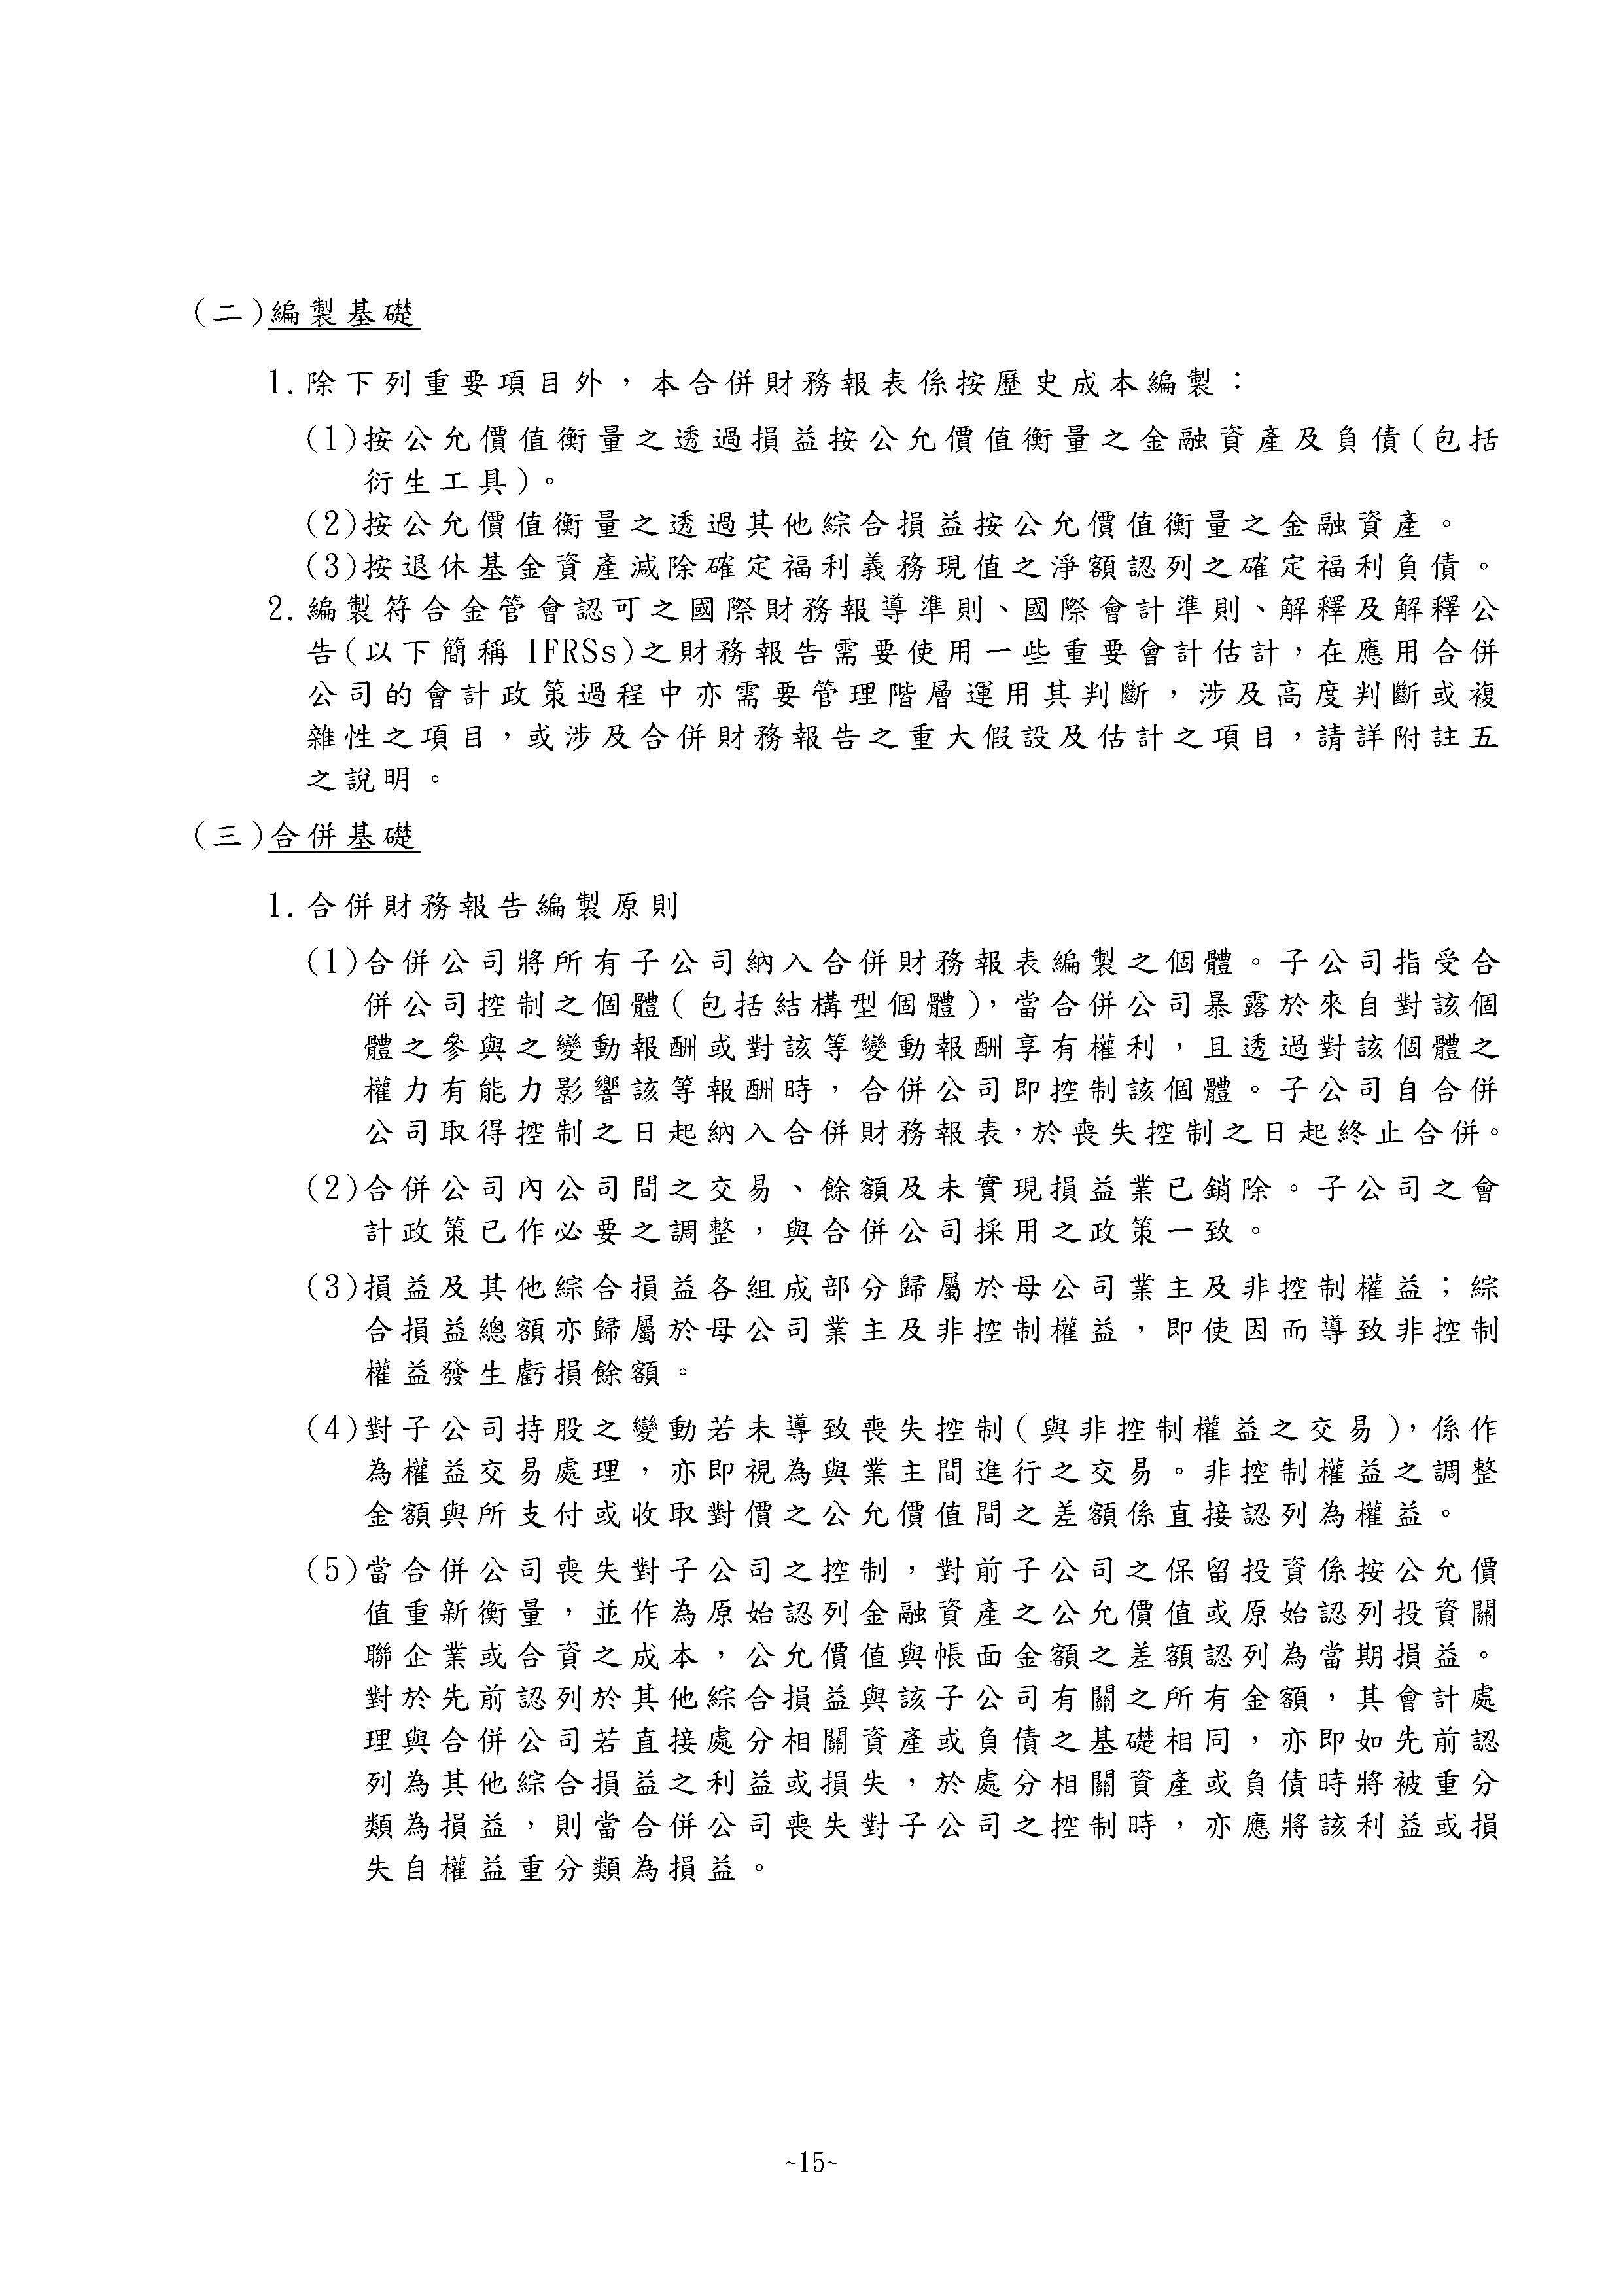 (二)編製基礎
1.除下列重要項目外，本合併財務報表係按歷史成本編製：
(1)按公允價值衡量之透過損益按公允價值衡量之金融資產及負債(包括
衍生工具)。
(2)按公允價值衡量之透過其他綜合損益按公允價值衡量之金融資產。
(3)按退休基金資產減除確定福利義務現值之淨額認列之確定福利負債。
2.編製符合金管會認可之國際財務報導準則、國際會計準則、解釋及解釋公
告(以下簡稱 IFRSs)之財務報告需要使用一些重要會計估計，在應用合併
公司的會計政策過程中亦需要管理階層運用其判斷，涉及高度判斷或複
雜性之項目，或涉及合併財務報告之重大假設及估計之項目，請詳附註五
之說明。
(三)合併基礎
1.合併財務報告編製原則
(1)合併公司將所有子公司納入合併財務報表編製之個體。子公司指受合
併公司控制之個體(包括結構型個體)，當合併公司暴露於來自對該個
體之參與之變動報酬或對該等變動報酬享有權利，且透過對該個體之
權力有能力影響該等報酬時，合併公司即控制該個體。子公司自合併
公司取得控制之日起納入合併財務報表，於喪失控制之日起終止合併。
(2)合併公司內公司間之交易、餘額及未實現損益業已銷除。子公司之會
計政策已作必要之調整，與合併公司採用之政策一致。
(3)損益及其他綜合損益各組成部分歸屬於母公司業主及非控制權益；綜
合損益總額亦歸屬於母公司業主及非控制權益，即使因而導致非控制
權益發生虧損餘額。
(4)對子公司持股之變動若未導致喪失控制(與非控制權益之交易)，係作
為權益交易處理，亦即視為與業主間進行之交易。非控制權益之調整
金額與所支付或收取對價之公允價值間之差額係直接認列為權益。
(5)當合併公司喪失對子公司之控制，對前子公司之保留投資係按公允價
值重新衡量，並作為原始認列金融資產之公允價值或原始認列投資關
聯企業或合資之成本，公允價值與帳面金額之差額認列為當期損益。
對於先前認列於其他綜合損益與該子公司有關之所有金額，其會計處
理與合併公司若直接處分相關資產或負債之基礎相同，亦即如先前認
列為其他綜合損益之利益或損失，於處分相關資產或負債時將被重分
類為損益，則當合併公司喪失對子公司之控制時，亦應將該利益或損
失自權益重分類為損益。
~15~